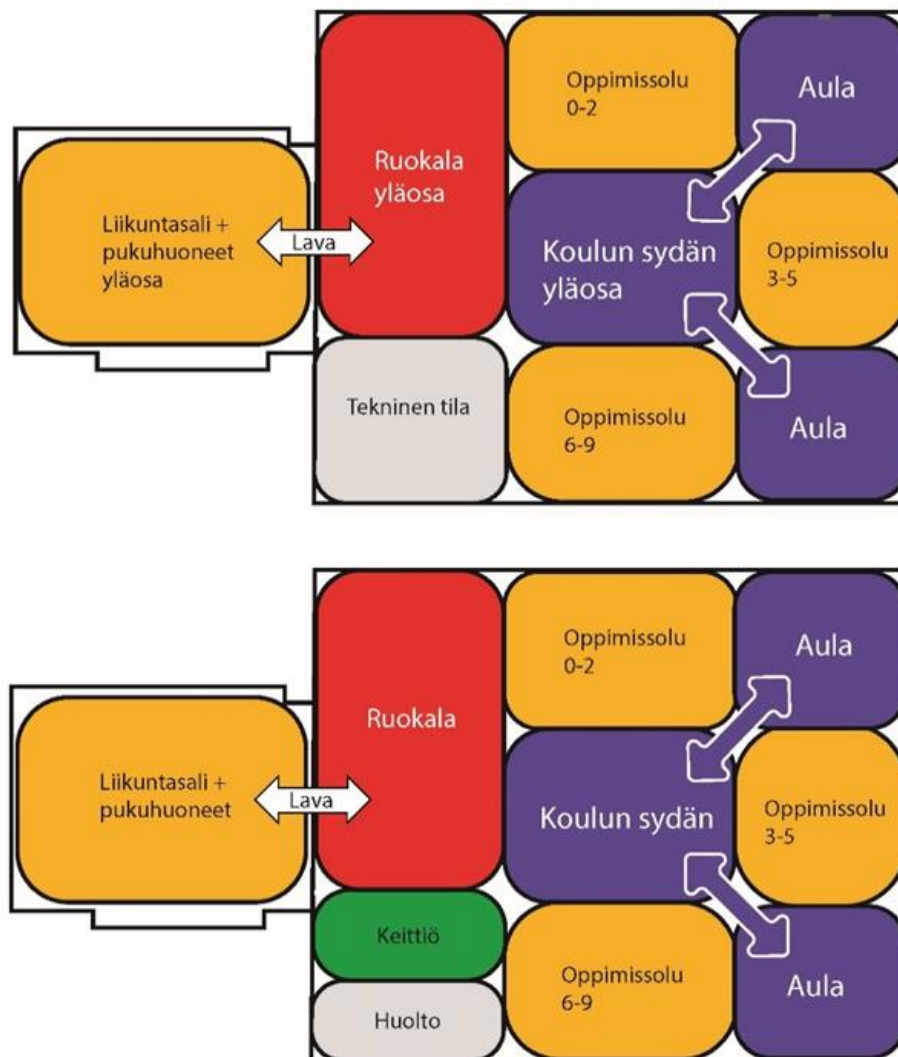 Oppimissolu
0-2
Aula
Ruokala
yläosa
Liikuntasali +
pukuhuoneet
yläosa
Lava
Koulun sydän
yläosa
Oppimissolu
3-5
Tekninen tila
Oppimissolu
6-9
Aula
Oppimissolu
0-2
Aula
Ruokala
Liikuntasali +
pukuhuoneet
Lava
Koulun sydän
Oppimissolu
3-5
Keittiö
Oppimissolu
6-9
Aula
Huolto